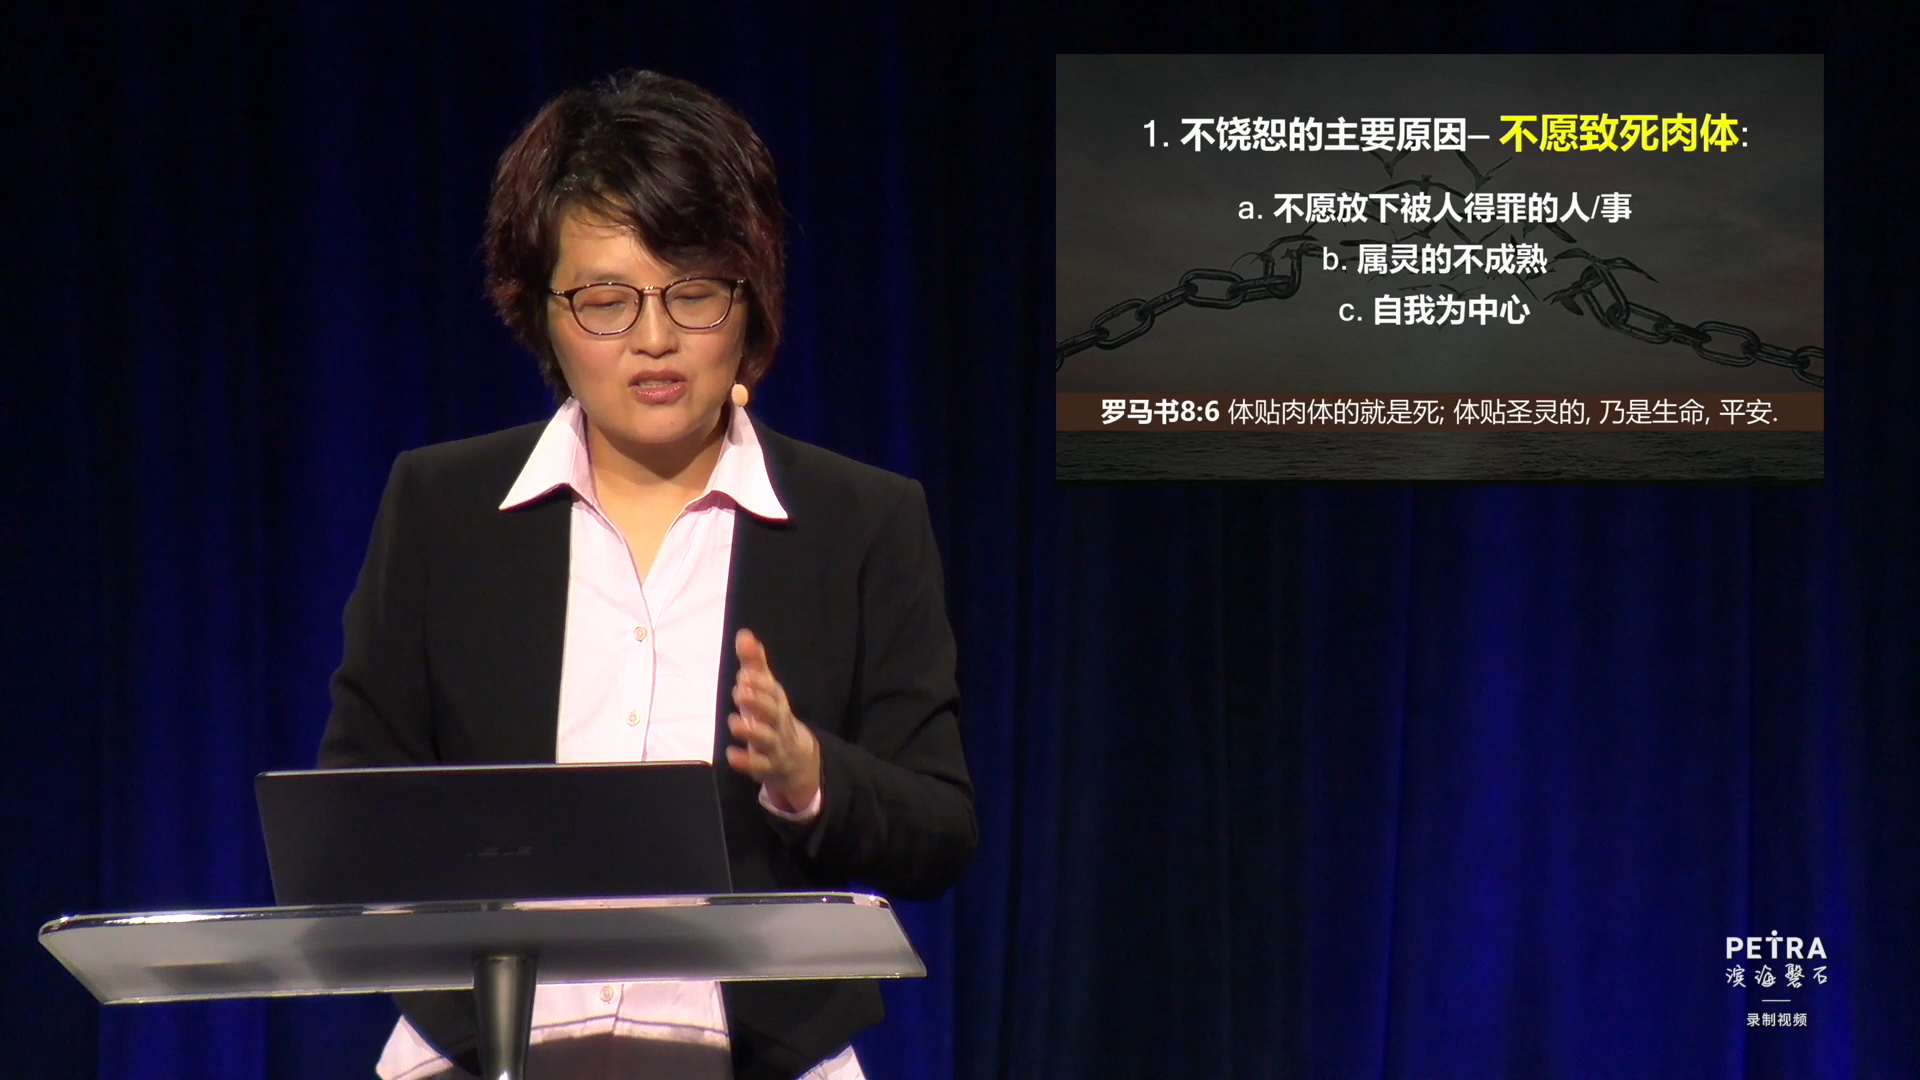 1. 不饶恕的主要原因– 不愿致死肉体:
a. 不愿放下被人得罪的人/事
b. 属灵的不成熟
c. 自我为中心
罗马书8:6 体贴肉体的就是死; 体贴圣灵的, 乃是生命, 平安.
PETRA
滨海磐石
录制视频